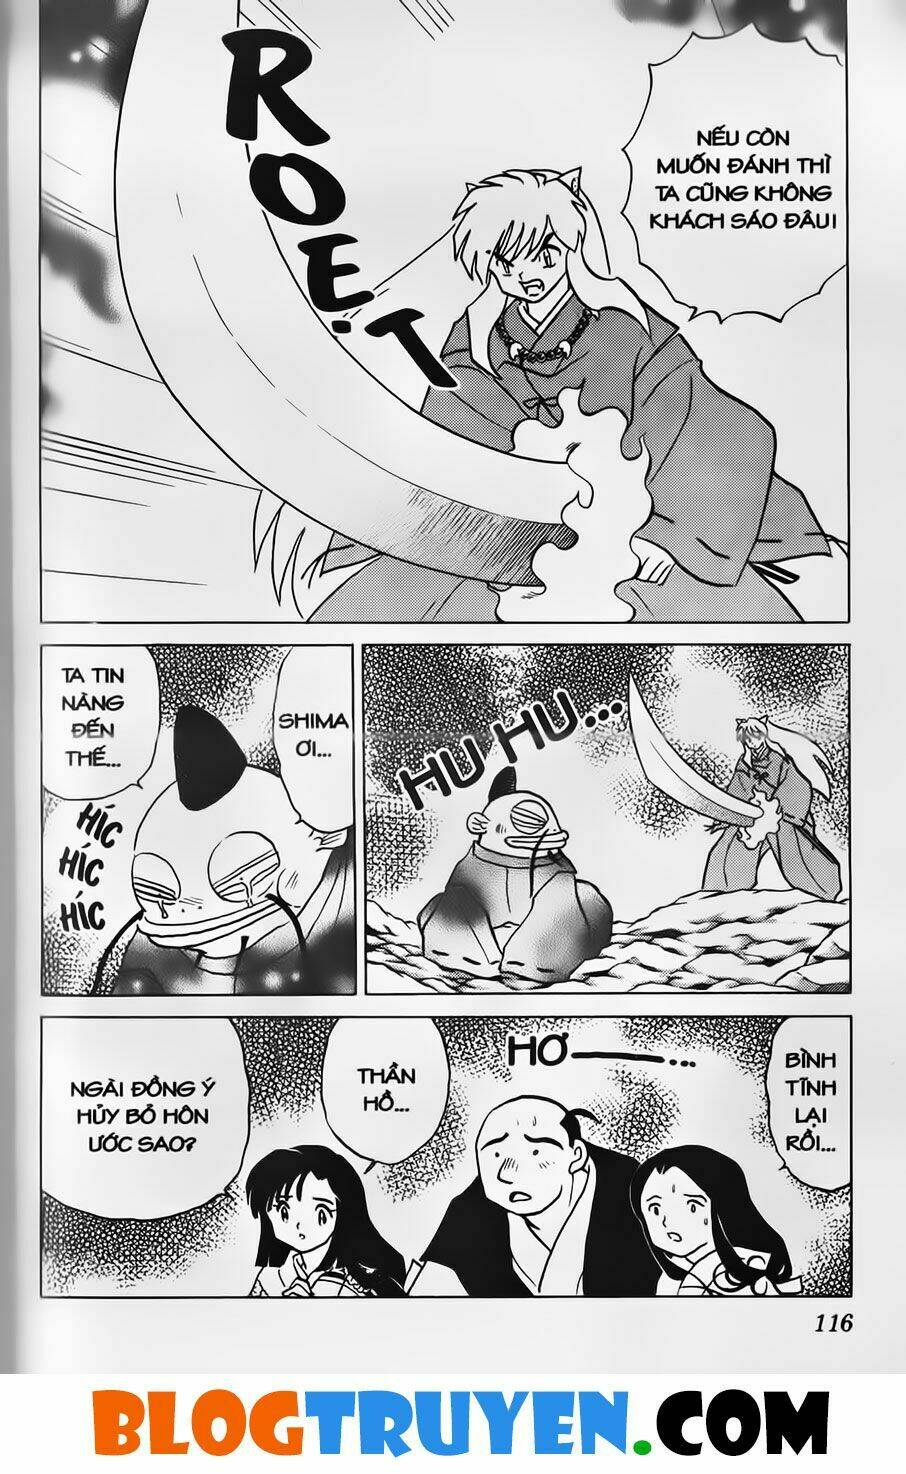 NẾU CÒN
MUỐN ĐÁNH THÌ
TA CŨNG KHÔNG
KHÁCH SÁO ĐÂU!
ROẸT
HU HU...
SHIMA
ƠI...
TA TIN
NÀNG
ĐẾN
THẾ...
HÍC
HÍC
HÍC
BÌNH
TĨNH
LẠI
RỒI...
HƠ—...
THẦN
HỒ...
NGÀI ĐỒNG Ý
HỦY BỎ HÔN
ƯỚC SAO?
116
BLOGTRUYEN.COM